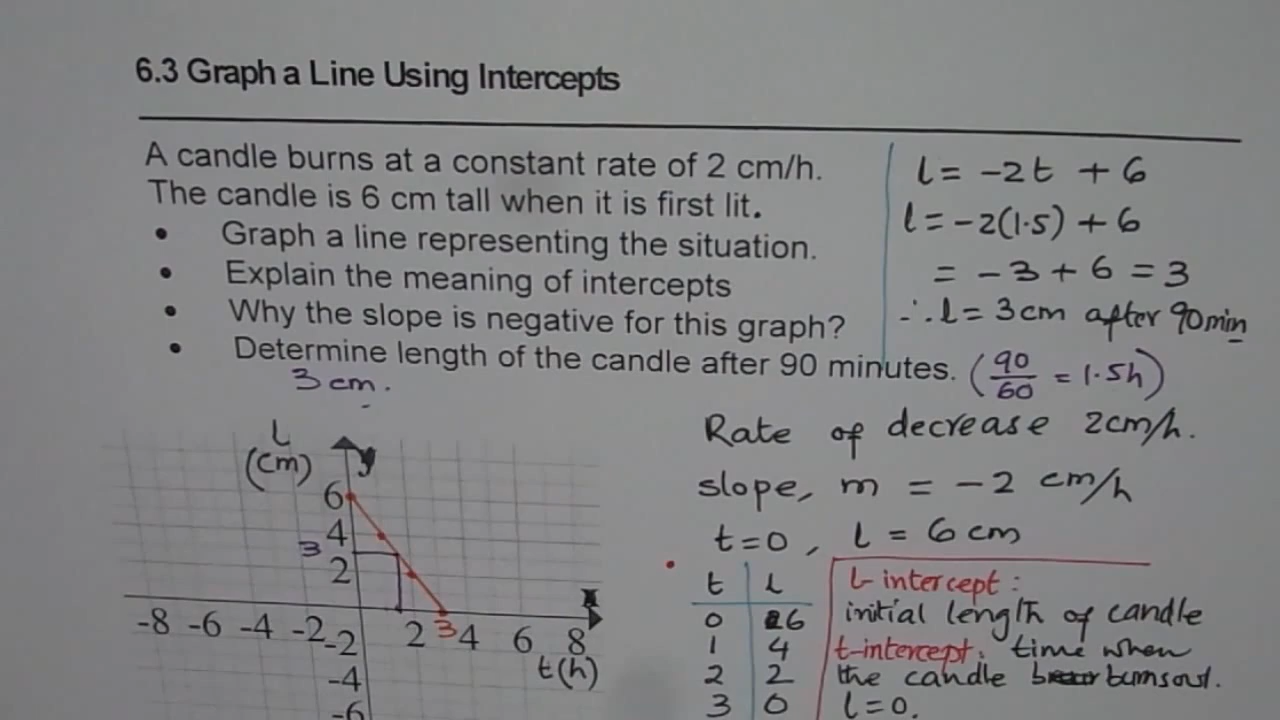 6.3 Graph a Line Using Intercepts
A candle burns at a constant rate of 2 cm/h.
The candle is 6 cm tall when it is first lit.
• Graph a line representing the situation.
• Explain the meaning of intercepts
• Why the slope is negative for this graph?
• Determine length of the candle after 90 minutes. (90/60 = 1.5h)
3 cm.
l = -2t + 6
l = -2(1.5) + 6
= -3 + 6 = 3
∴ l = 3cm after 90min
Rate of decrease 2cm/h.
slope, m = -2 cm/h
t=0, l = 6 cm
l
(cm)
y
6
4
3
2
-8 -6 -4 -2 2 3 4 6 8
t(h)
-2
-4
-6
t l
0 6
1 4
2 2
3 0
l-intercept:
initial length of candle
t-intercept: time when
the candle burnsout.
l=0.